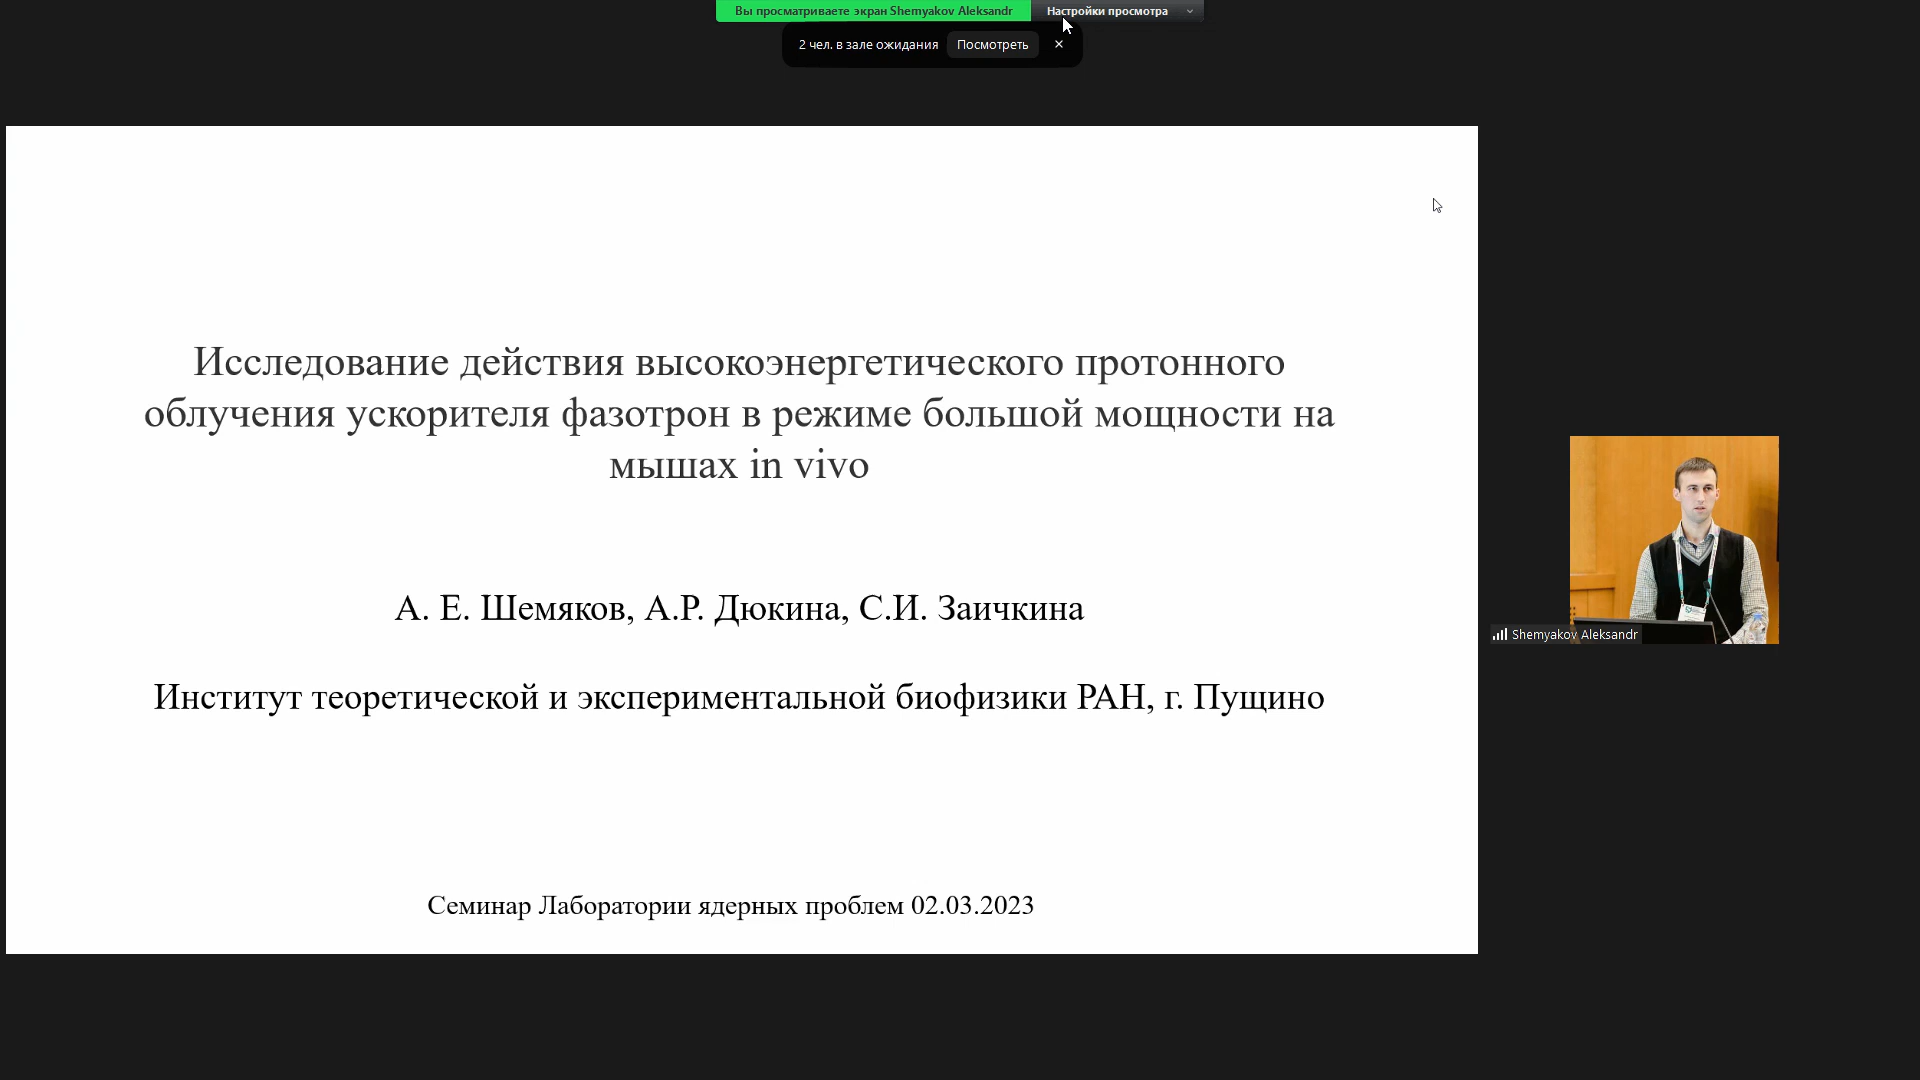 Вы просматриваете экран Shemyakov Aleksandr
Настройки просмотра
2 чел. в зале ожидания
Посмотреть
Исследование действия высокоэнергетического протонного
облучения ускорителя фазотрон в режиме большой мощности на
мышах in vivo
А. Е. Шемяков, А.Р. Дюкина, С.И. Заичкина
Институт теоретической и экспериментальной биофизики РАН, г. Пущино
Семинар Лаборатории ядерных проблем 02.03.2023
Shemyakov Aleksandr